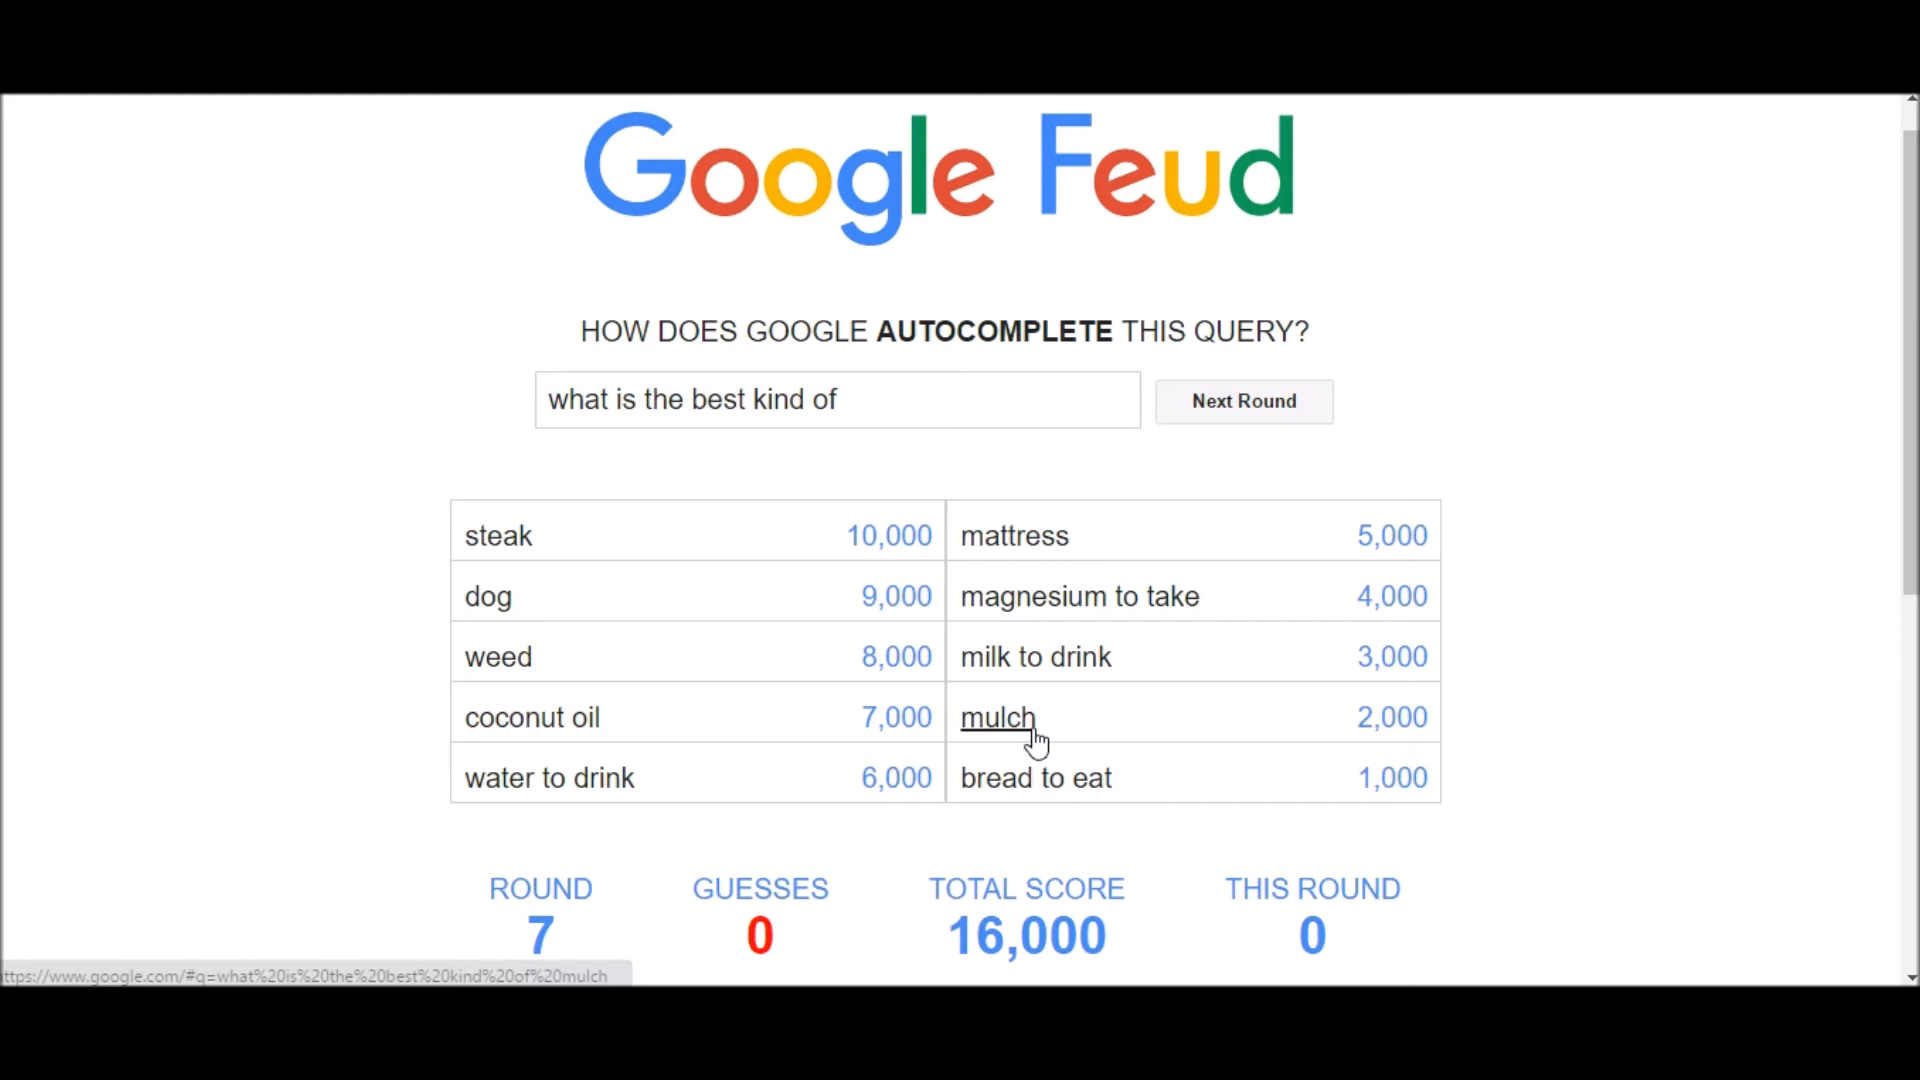 Google Feud
HOW DOES GOOGLE AUTOCOMPLETE THIS QUERY?
what is the best kind of
Next Round
steak 10,000 mattress 5,000
dog 9,000 magnesium to take 4,000
weed 8,000 milk to drink 3,000
coconut oil 7,000 mulch 2,000
water to drink 6,000 bread to eat 1,000
ROUND GUESSES TOTAL SCORE THIS ROUND
7 0 16,000 0
ttps://www.google.com/#q=what%20is%20the%20best%20kind%20of%20mulch